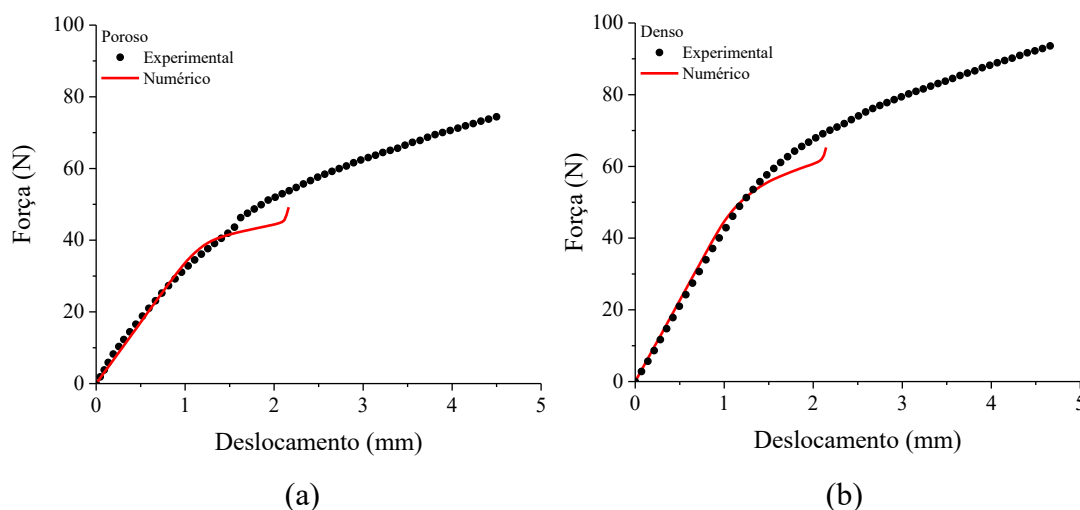 Poroso
Experimental
Numérico
100
80
60
40
20
0
0 1 2 3 4 5
Força (N)
Deslocamento (mm)
(a)
Denso
Experimental
Numérico
100
80
60
40
20
0
0 1 2 3 4 5
Força (N)
Deslocamento (mm)
(b)